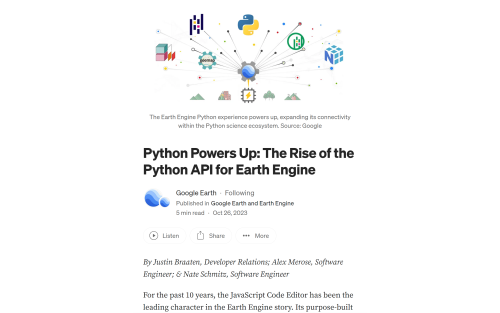 geemap
The Earth Engine Python experience powers up, expanding its connectivity
within the Python science ecosystem. Source: Google
Python Powers Up: The Rise of the
Python API for Earth Engine
Google Earth · Following
Published in Google Earth and Earth Engine
5 min read · Oct 26, 2023
Listen Share More
By Justin Braaten, Developer Relations; Alex Merose, Software
Engineer; & Nate Schmitz, Software Engineer
For the past 10 years, the JavaScript Code Editor has been the
leading character in the Earth Engine story. Its purpose-built